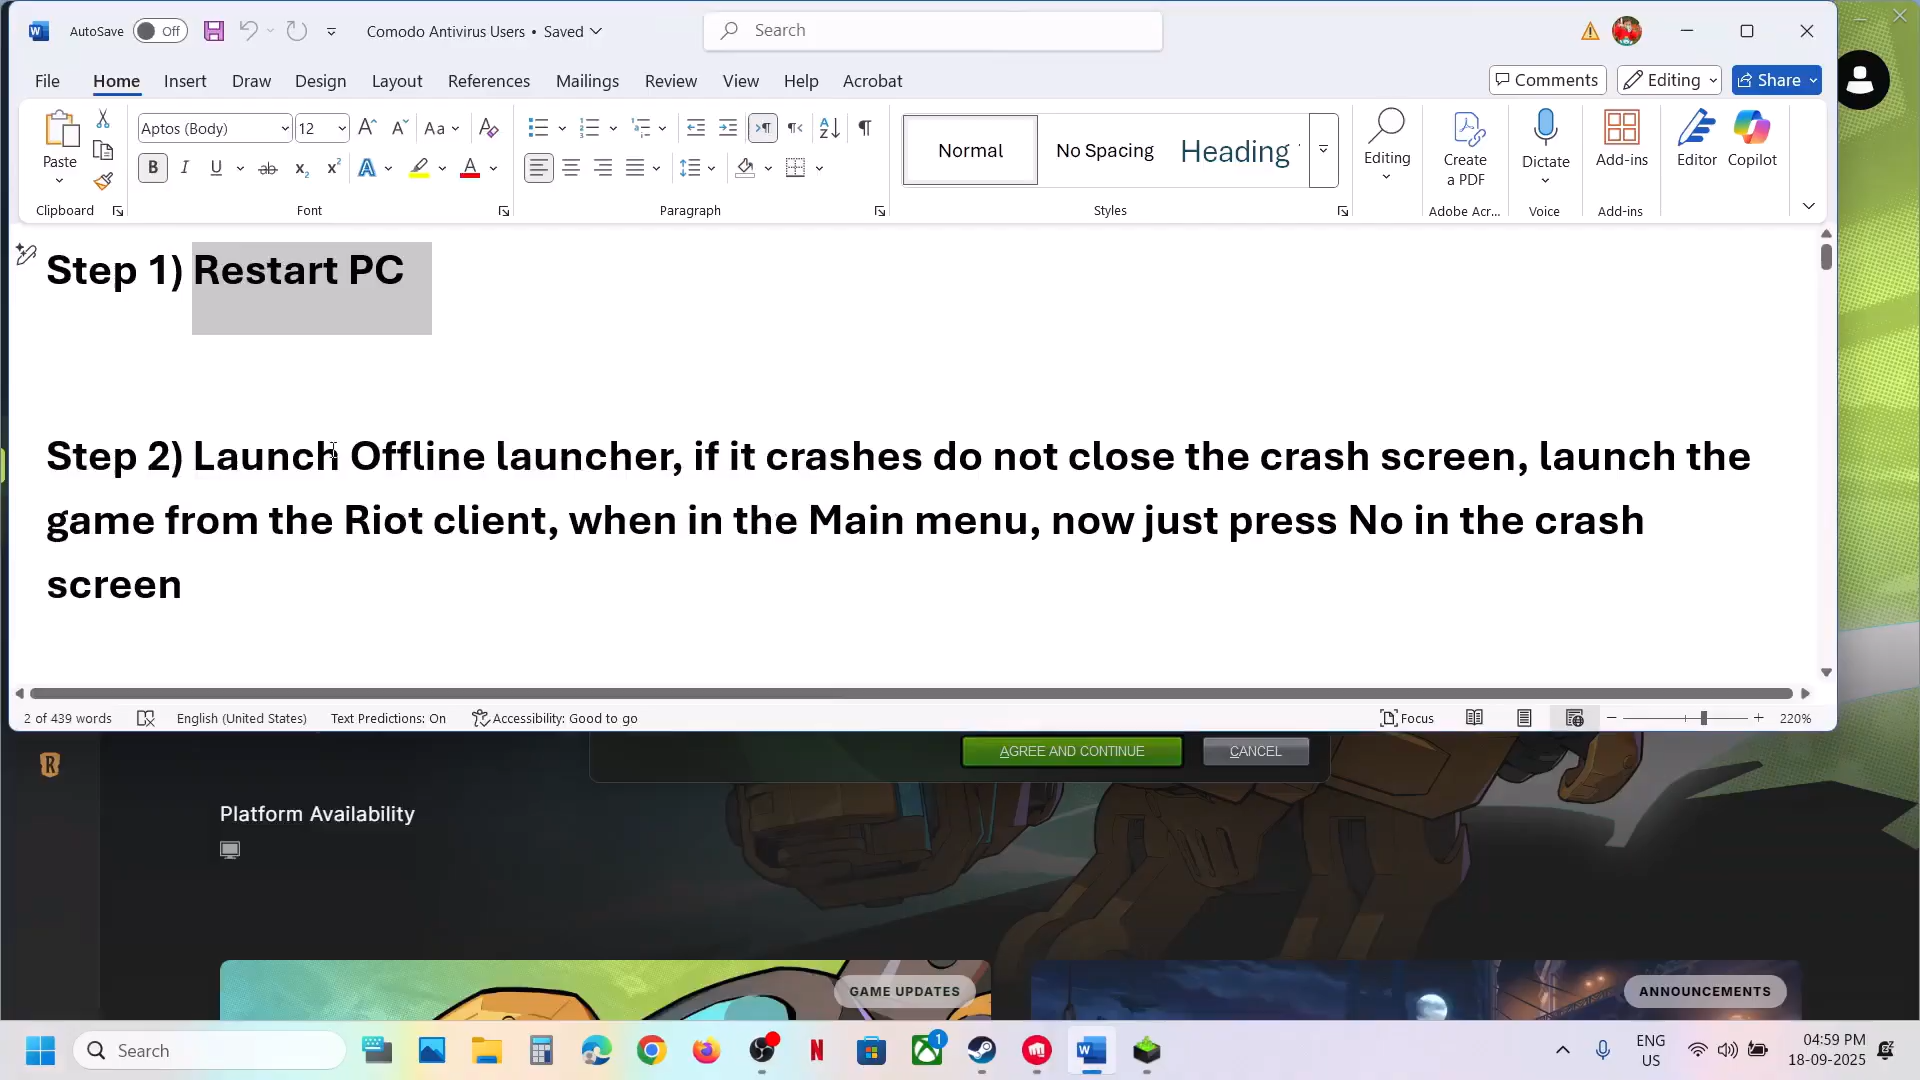 AutoSave Off Comodo Antivirus Users • Saved Search
File Home Insert Draw Design Layout References Mailings Review View Help Acrobat Comments Editing Share
Aptos (Body) 12 Aa
Paste B I U ab x₂ x² A A Normal No Spacing Heading Editing Create a PDF Dictate Add-ins Editor Copilot
Clipboard Font Paragraph Styles Adobe Acr... Voice Add-ins
Step 1) Restart PC
Step 2) Launch Offline launcher, if it crashes do not close the crash screen, launch the
game from the Riot client, when in the Main menu, now just press No in the crash
screen
2 of 439 words English (United States) Text Predictions: On Accessibility: Good to go Focus 220%
AGREE AND CONTINUE CANCEL
Platform Availability
GAME UPDATES ANNOUNCEMENTS
Search 1 ENG 04:59 PM
US 18-09-2025